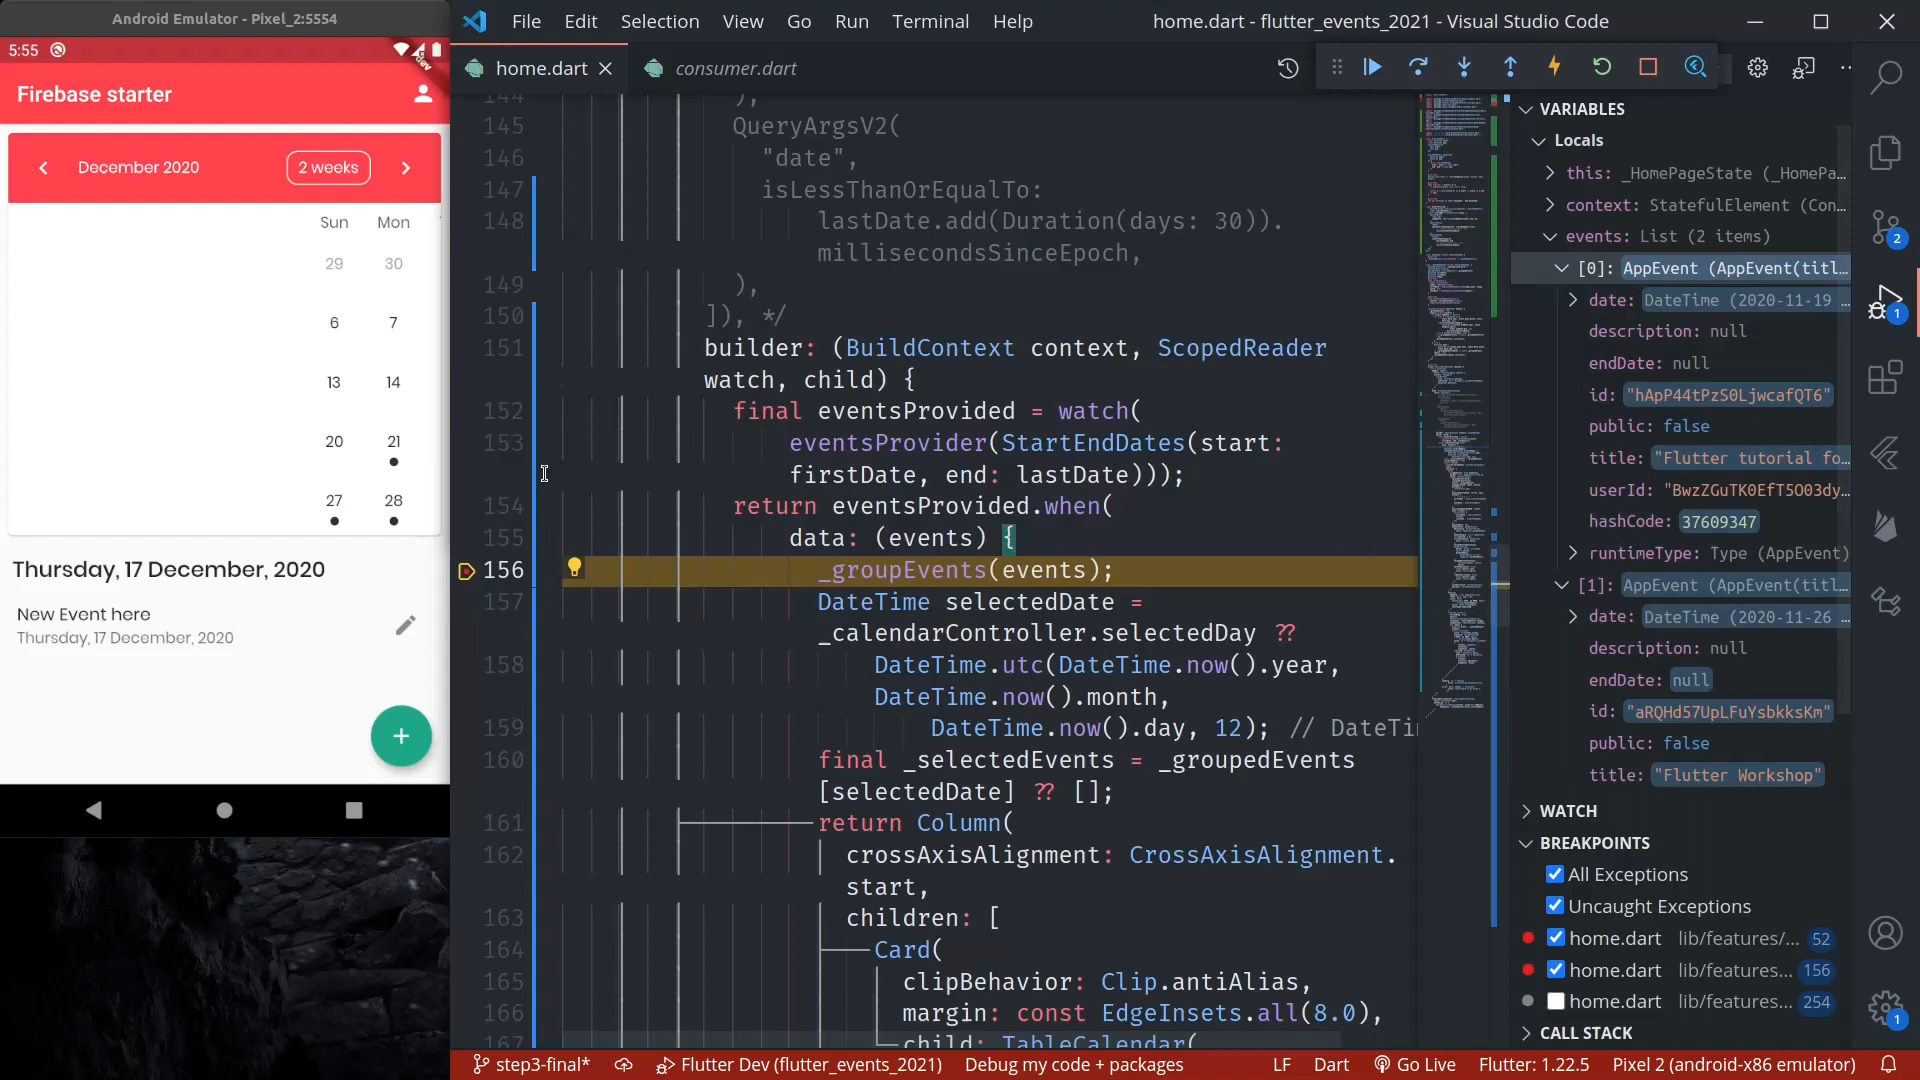 Android Emulator - Pixel_2:5554
5:55
Firebase starter
December 2020
2 weeks
Sun Mon
29 30
6 7
13 14
20 21
27 28
Thursday, 17 December, 2020
New Event here
Thursday, 17 December, 2020
+
File Edit Selection View Go Run Terminal Help
home.dart - flutter_events_2021 - Visual Studio Code
home.dart
consumer.dart
144 ),
145 QueryArgsV2(
146 "date",
147 isLessThanOrEqualTo:
148 lastDate.add(Duration(days: 30)).
millisecondsSinceEpoch,
149 ),
150 ]), */
151 builder: (BuildContext context, ScopedReader
watch, child) {
152 final eventsProvided = watch(
153 eventsProvider(StartEndDates(start:
firstDate, end: lastDate)));
154 return eventsProvided.when(
155 data: (events) {
156 _groupEvents(events);
157 DateTime selectedDate =
_calendarController.selectedDay ??
158 DateTime.utc(DateTime.now().year,
DateTime.now().month,
159 DateTime.now().day, 12); // DateTi
160 final _selectedEvents = _groupedEvents
[selectedDate] ?? [];
161 return Column(
162 crossAxisAlignment: CrossAxisAlignment.
start,
163 children: [
164 Card(
165 clipBehavior: Clip.antiAlias,
166 margin: const EdgeInsets.all(8.0),
167 child: TableCalendar(
VARIABLES
Locals
this: _HomePageState (_HomePa...
context: StatefulElement (Con...
events: List (2 items)
[0]: AppEvent (AppEvent(titl...
date: DateTime (2020-11-19 ...
description: null
endDate: null
id: "hApP44tPzS0LjwcafQT6"
public: false
title: "Flutter tutorial fo...
userId: "BwzZGuTK0EfT5O03dy...
hashCode: 37609347
runtimeType: Type (AppEvent)
[1]: AppEvent (AppEvent(titl...
date: DateTime (2020-11-26 ...
description: null
endDate: null
id: "aRQHd57UpLFuYsbkksKm"
public: false
title: "Flutter Workshop"
WATCH
BREAKPOINTS
All Exceptions
Uncaught Exceptions
home.dart lib/features/... 52
home.dart lib/features... 156
home.dart lib/features... 254
CALL STACK
2
1
1
step3-final* Flutter Dev (flutter_events_2021) Debug my code + packages LF Dart Go Live Flutter: 1.22.5 Pixel 2 (android-x86 emulator)